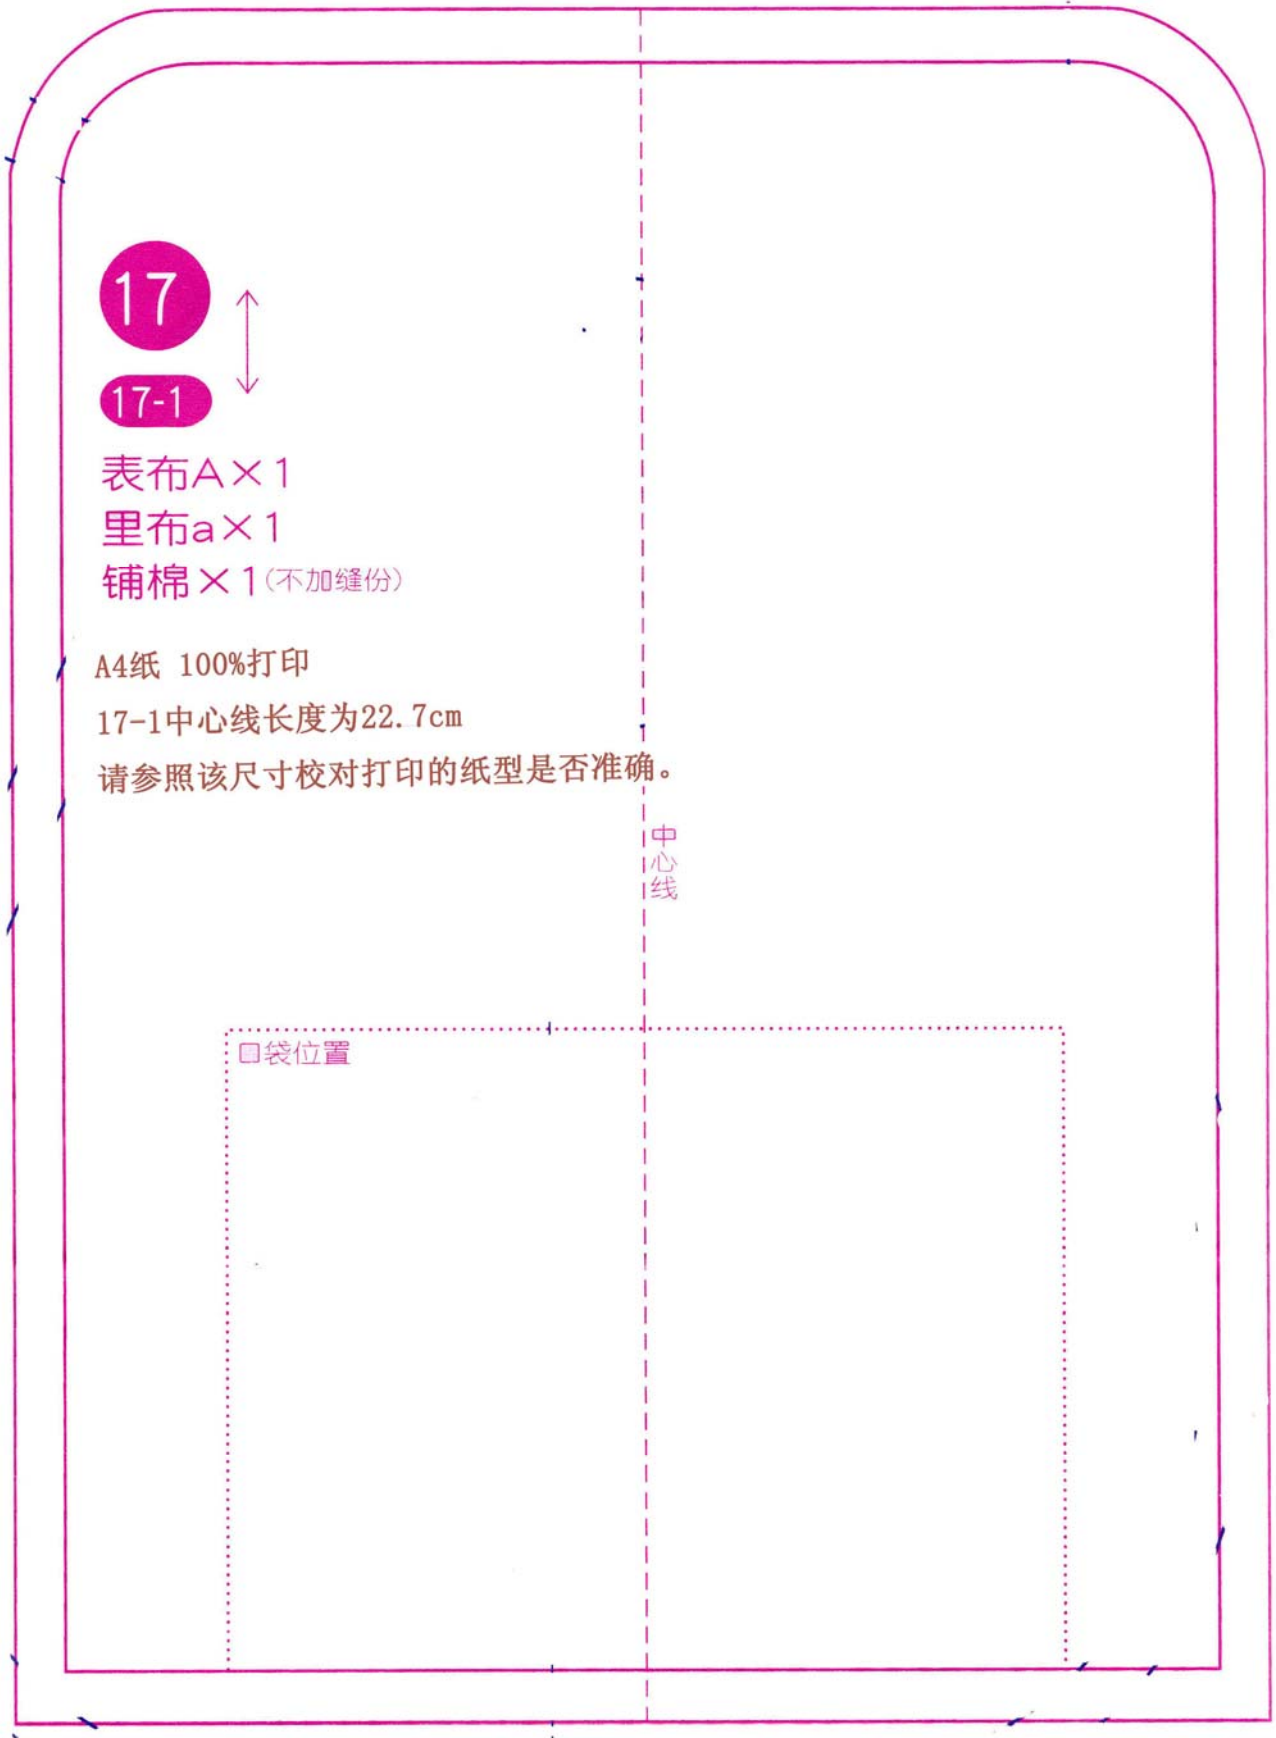 17
17-1
表布A×1
里布a×1
铺棉×1(不加缝份)
A4纸 100%打印
17-1中心线长度为22.7cm
请参照该尺寸校对打印的纸型是否准确。
中心线
口袋位置